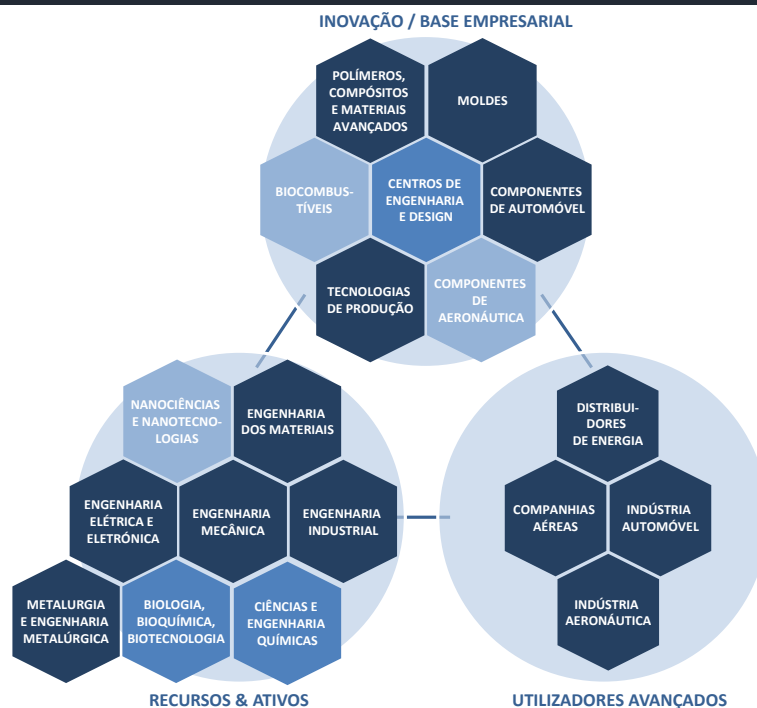 INOVAÇÃO / BASE EMPRESARIAL
POLÍMEROS,
COMPÓSITOS
E MATERIAIS
AVANÇADOS
MOLDES
BIOCOMBUS-
TÍVEIS
CENTROS DE
ENGENHARIA
E DESIGN
COMPONENTES
DE AUTOMÓVEL
TECNOLOGIAS
DE PRODUÇÃO
COMPONENTES
DE
AERONÁUTICA
NANOCIÊNCIAS
E NANOTECNO-
LOGIAS
ENGENHARIA
DOS MATERIAIS
ENGENHARIA
ELÉTRICA E
ELETRÓNICA
ENGENHARIA
MECÂNICA
ENGENHARIA
INDUSTRIAL
METALURGIA
E ENGENHARIA
METALÚRGICA
BIOLOGIA,
BIOQUÍMICA,
BIOTECNOLOGIA
CIÊNCIAS E
ENGENHARIA
QUÍMICAS
RECURSOS & ATIVOS
DISTRIBUI-
DORES
DE ENERGIA
COMPANHIAS
AÉREAS
INDÚSTRIA
AUTOMÓVEL
INDÚSTRIA
AERONÁUTICA
UTILIZADORES AVANÇADOS